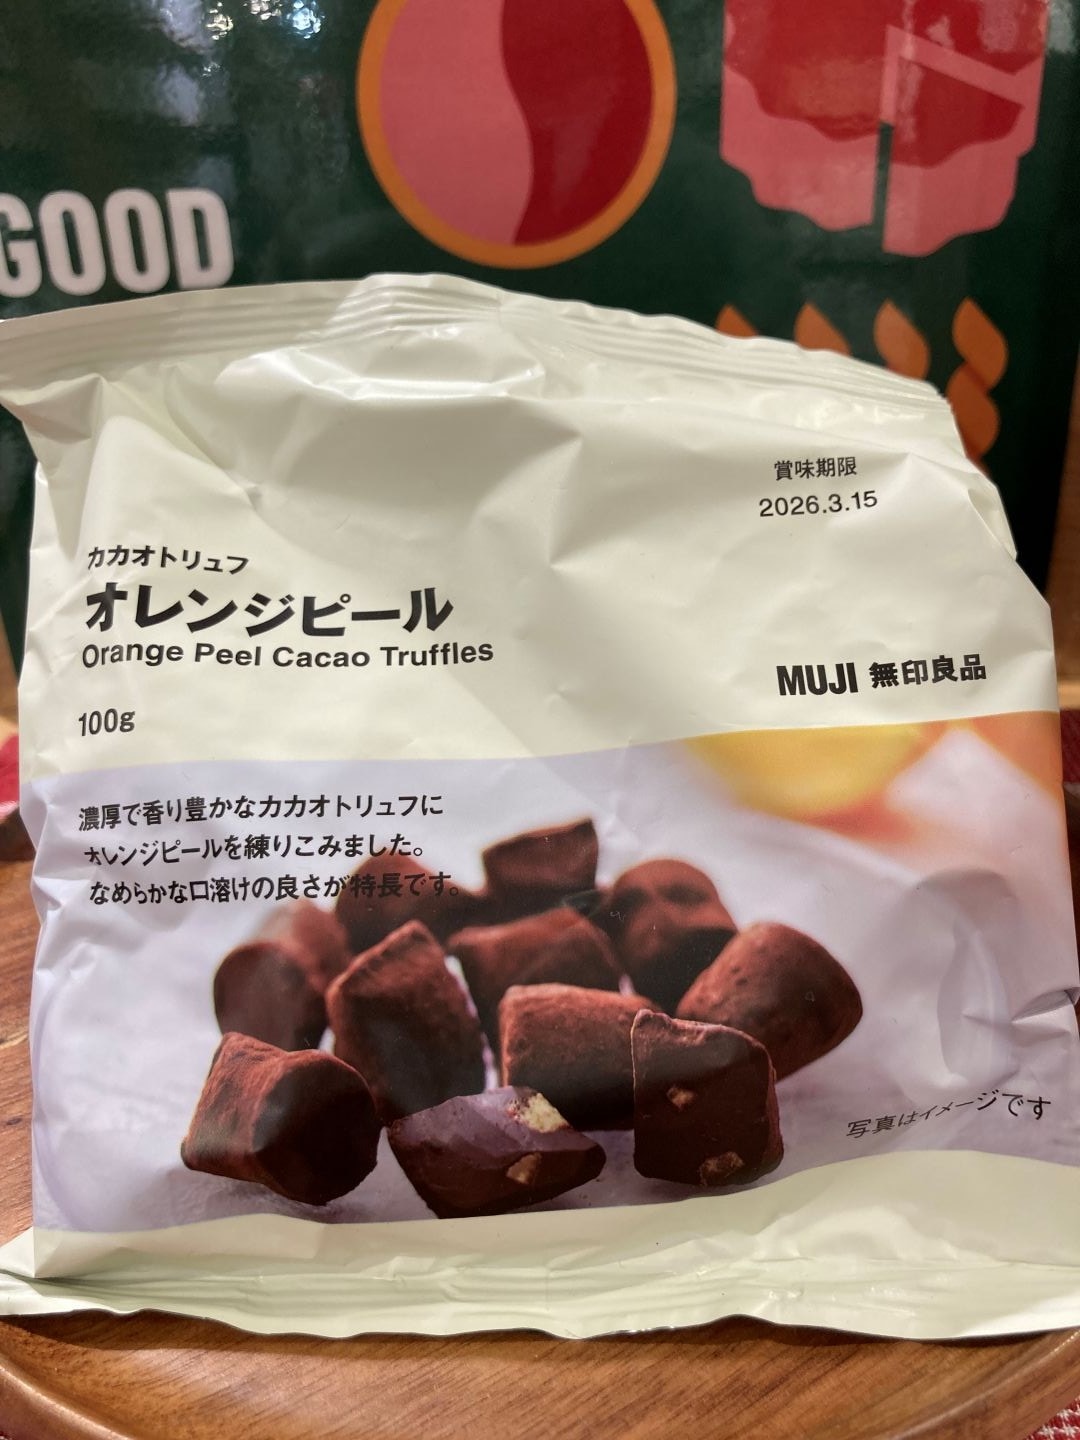 GOOD
賞味期限
2026.3.15
カカオトリュフ
オレンジピール
Orange Peel Cacao Truffles
MUJI 無印良品
100g
濃厚で香り豊かなカカオトリュフに
オレンジピールを練りこみました。
なめらかな口溶けの良さが特長です。
写真はイメージです